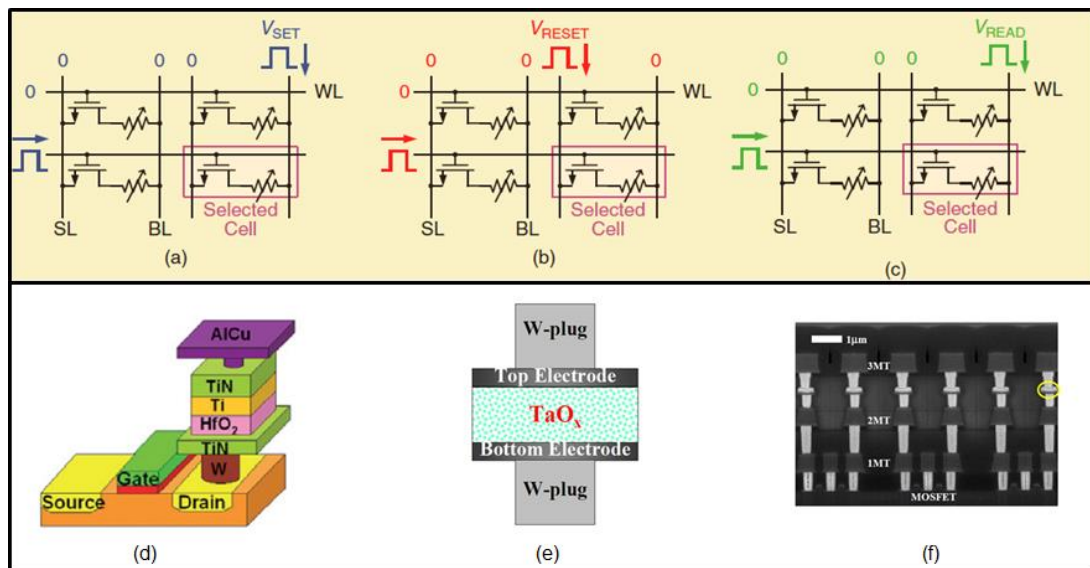 V_SET
0 0 0
0 WL
Selected
Cell
SL BL
(a)
V_RESET
0 0 0
0 WL
Selected
Cell
SL BL
(b)
V_READ
0 0 0
0 WL
Selected
Cell
SL BL
(c)
AlCu
TiN
Ti
HfO₂
TiN
W
Gate
Source
Drain
(d)
W-plug
Top Electrode
TaOₓ
Bottom Electrode
W-plug
(e)
1µm
3MT
2MT
1MT
MOSFET
(f)